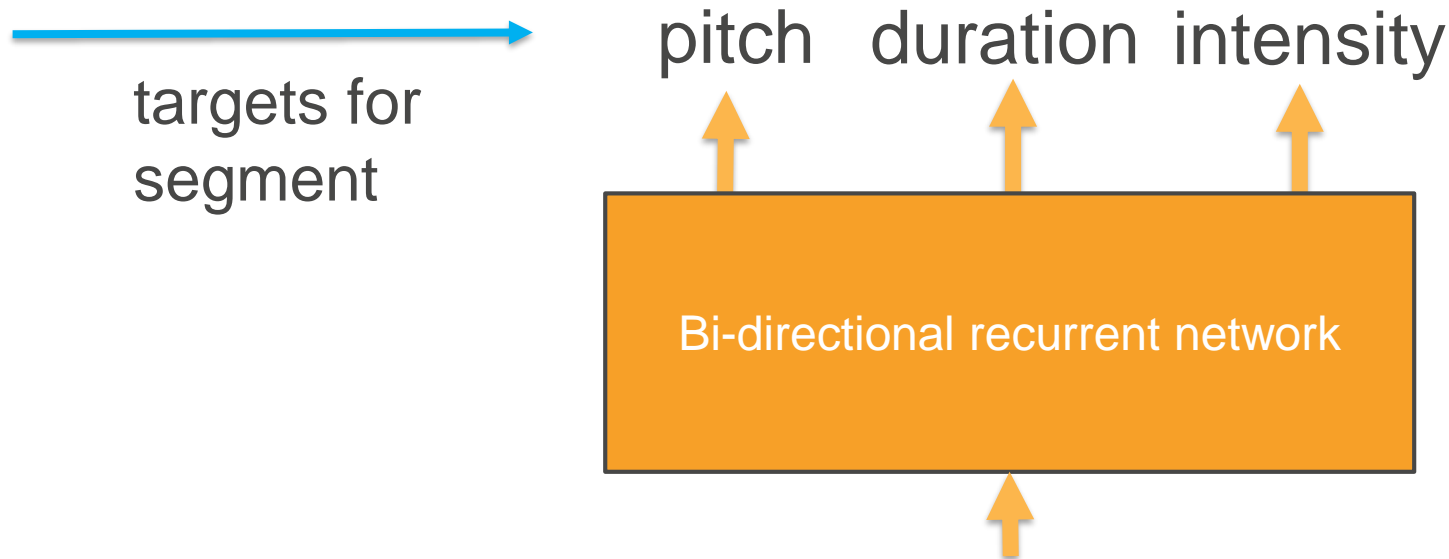 pitch duration intensity
targets for
segment
Bi-directional recurrent network